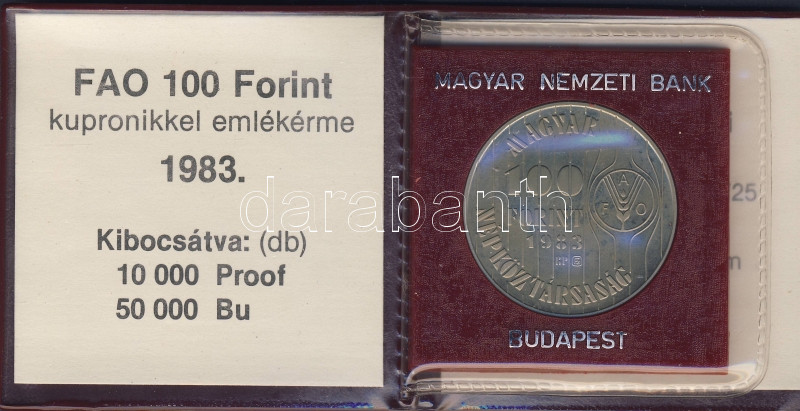 FAO 100 Forint
kupronikkel emlékérme
1983.
Kibocsátva: (db)
10 000 Proof
50 000 Bu
MAGYAR NEMZETI BANK
MAGYAR
100
FORINT
1983
BP
NÉPKÖZTÁRSASÁG
A
F O
BUDAPEST
25
m
darabanth